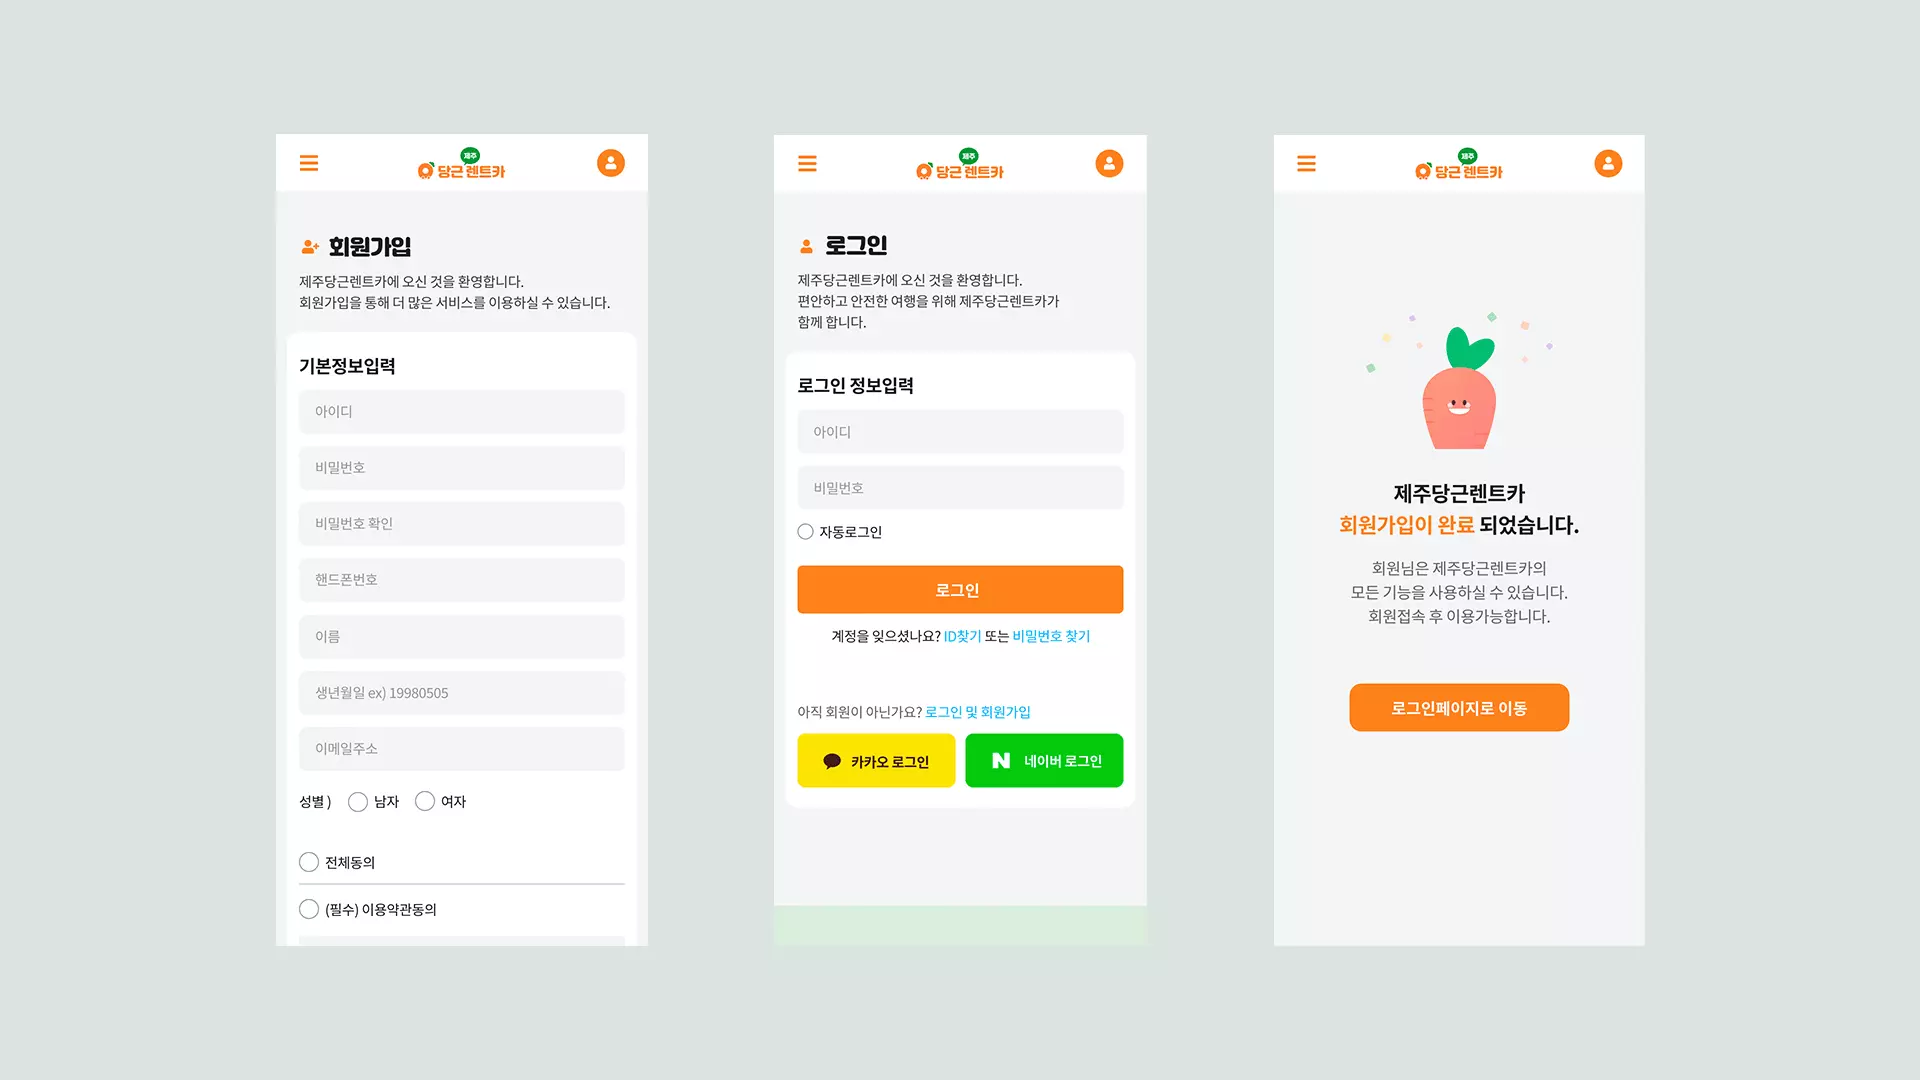 제주
당근 렌트카
회원가입
제주당근렌트카에 오신 것을 환영합니다.
회원가입을 통해 더 많은 서비스를 이용하실 수 있습니다.
기본정보입력
아이디
비밀번호
비밀번호 확인
핸드폰번호
이름
생년월일 ex) 19980505
이메일주소
성별 ) 남자 여자
전체동의
(필수) 이용약관동의
제주
당근 렌트카
로그인
제주당근렌트카에 오신 것을 환영합니다.
편안하고 안전한 여행을 위해 제주당근렌트카가
함께 합니다.
로그인 정보입력
아이디
비밀번호
자동로그인
로그인
계정을 잊으셨나요? ID찾기 또는 비밀번호 찾기
아직 회원이 아닌가요? 로그인 및 회원가입
카카오 로그인
N 네이버 로그인
제주
당근 렌트카
제주당근렌트카
회원가입이 완료 되었습니다.
회원님은 제주당근렌트카의
모든 기능을 사용하실 수 있습니다.
회원접속 후 이용가능합니다.
로그인페이지로 이동